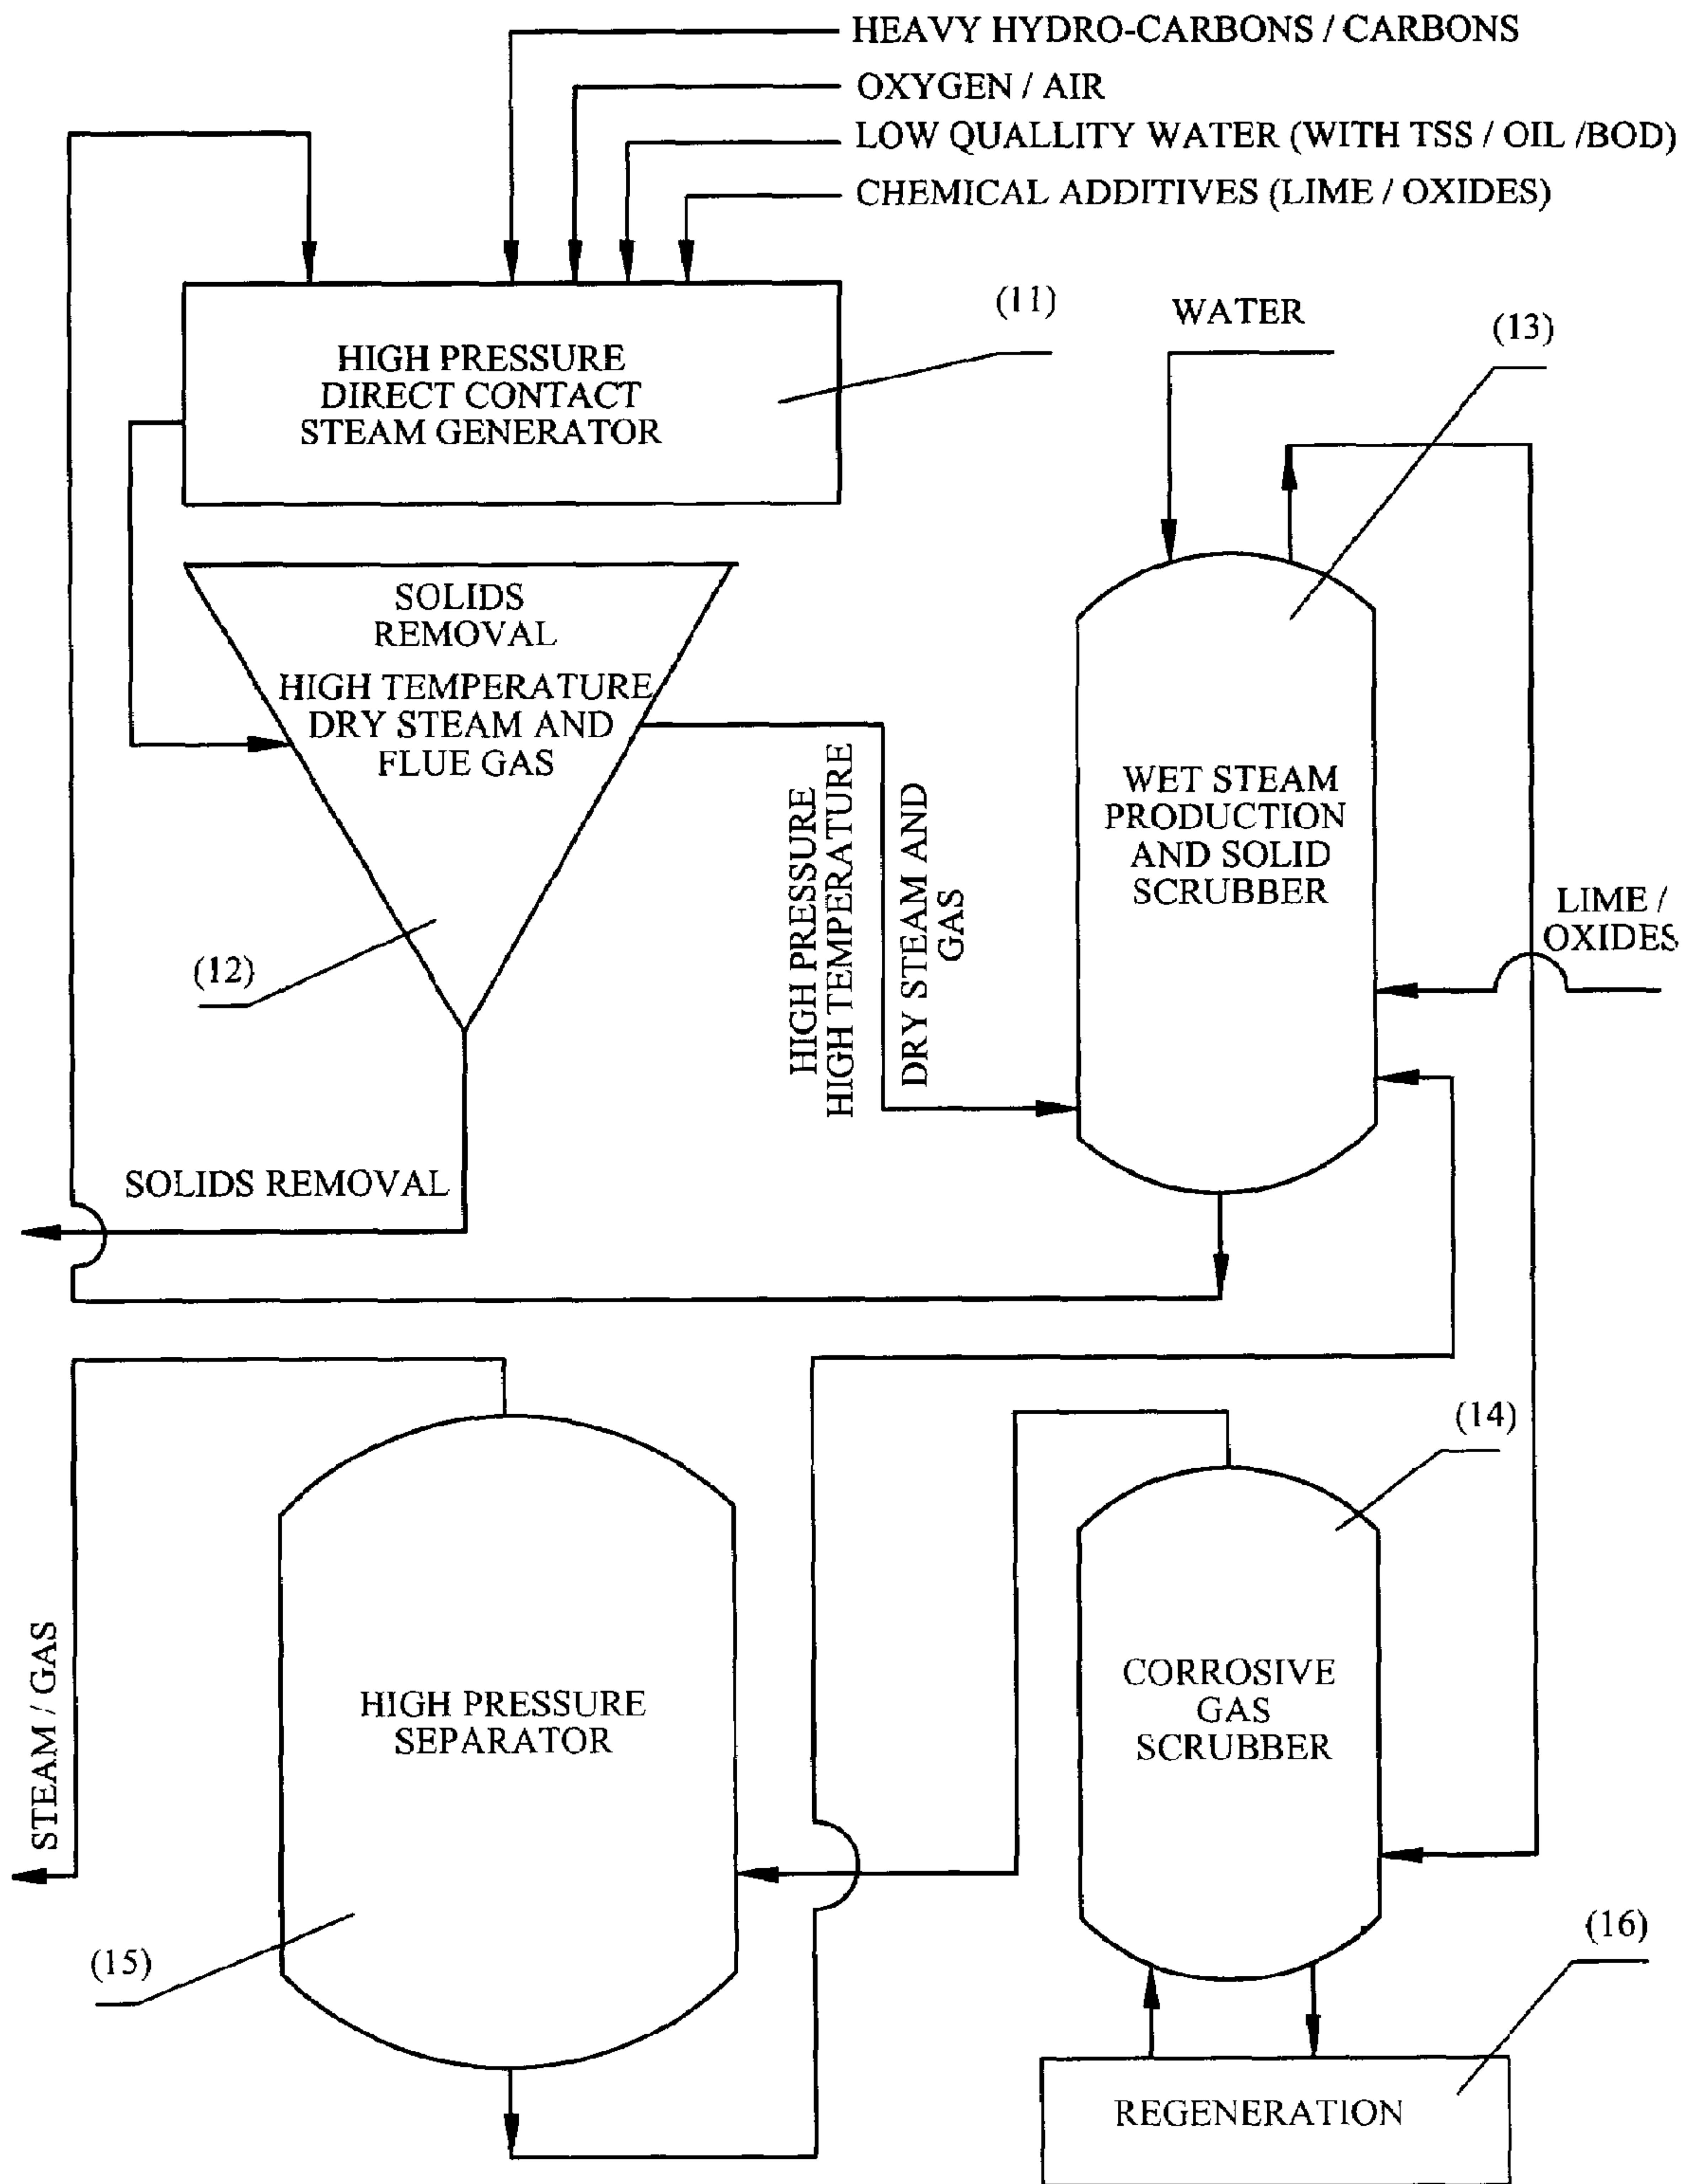 HEAVY HYDRO-CARBONS / CARBONS
OXYGEN / AIR
LOW QUALLITY WATER (WITH TSS / OIL /BOD)
CHEMICAL ADDITIVES (LIME / OXIDES)
(11)
WATER
(13)
HIGH PRESSURE
DIRECT CONTACT
STEAM GENERATOR
SOLIDS
REMOVAL
HIGH TEMPERATURE
DRY STEAM AND
FLUE GAS
(12)
HIGH PRESSURE
HIGH TEMPERATURE
DRY STEAM AND
GAS
WET STEAM
PRODUCTION
AND SOLID
SCRUBBER
LIME /
OXIDES
SOLIDS REMOVAL
(14)
STEAM / GAS
HIGH PRESSURE
SEPARATOR
CORROSIVE
GAS
SCRUBBER
(15)
(16)
REGENERATION